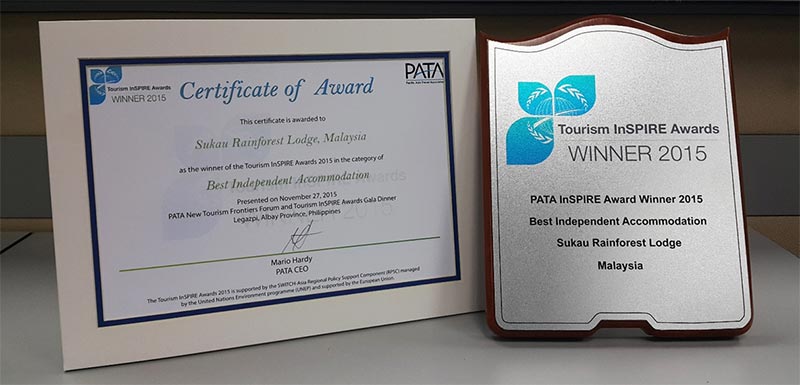 Tourism InSPIRE Awards
WINNER 2015
Certificate of Award
PATA
Pacific Asia Travel Association
This certificate is awarded to
Sukau Rainforest Lodge, Malaysia
as the winner of the Tourism InSPIRE Awards 2015 in the category of
Best Independent Accommodation
Presented on November 27, 2015
PATA New Tourism Frontiers Forum and Tourism InSPIRE Awards Gala Dinner
Legazpi, Albay Province, Philippines
Mario Hardy
PATA CEO
The Tourism InSPIRE Awards 2015 is supported by the SWITCH-Asia Regional Policy Support Component (RPSC) managed
by the United Nations Environment programme (UNEP) and supported by the European Union.
Tourism InSPIRE Awards
WINNER 2015
PATA InSPIRE Award Winner 2015
Best Independent Accommodation
Sukau Rainforest Lodge
Malaysia